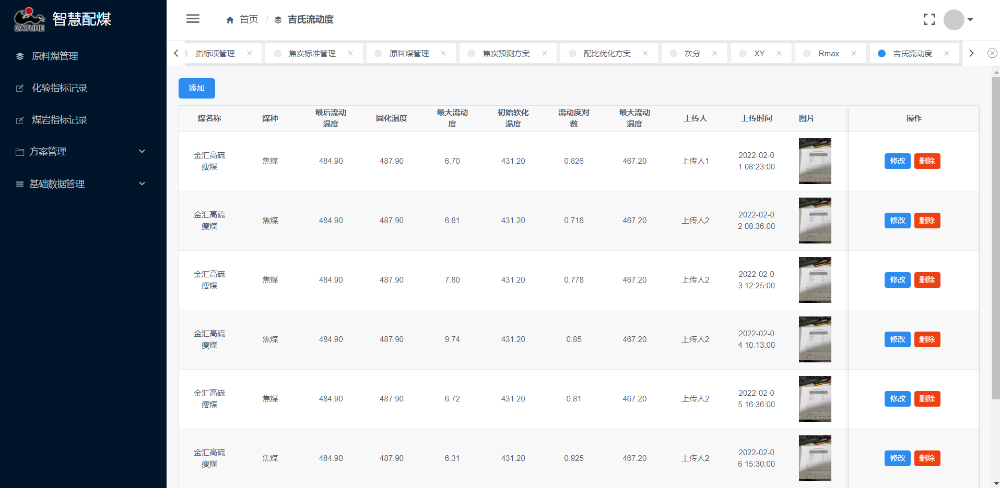 DATUHE
智慧配煤
原料煤管理
化验指标记录
煤岩指标记录
方案管理
基础数据管理
首页 / 吉氏流动度
指标项管理 焦炭标准管理 原料煤管理 焦炭预测方案 配比优化方案 灰分 XY Rmax 吉氏流动度
添加
煤名称 煤种 最后流动温度 固化温度 最大流动度 初始软化温度 流动度对数 最大流动温度 上传人 上传时间 图片 操作
金汇高硫瘦煤 焦煤 484.90 487.90 6.70 431.20 0.826 467.20 上传人1 2022-02-01 08:23:00 修改 删除
金汇高硫瘦煤 焦煤 484.90 487.90 6.81 431.20 0.716 467.20 上传人2 2022-02-02 08:36:00 修改 删除
金汇高硫瘦煤 焦煤 484.90 487.90 7.80 431.20 0.778 467.20 上传人2 2022-02-03 12:25:00 修改 删除
金汇高硫瘦煤 焦煤 484.90 487.90 9.74 431.20 0.85 467.20 上传人2 2022-02-04 10:13:00 修改 删除
金汇高硫瘦煤 焦煤 484.90 487.90 6.72 431.20 0.81 467.20 上传人2 2022-02-05 16:36:00 修改 删除
金汇高硫瘦煤 焦煤 484.90 487.90 6.31 431.20 0.925 467.20 上传人2 2022-02-06 15:30:00 修改 删除